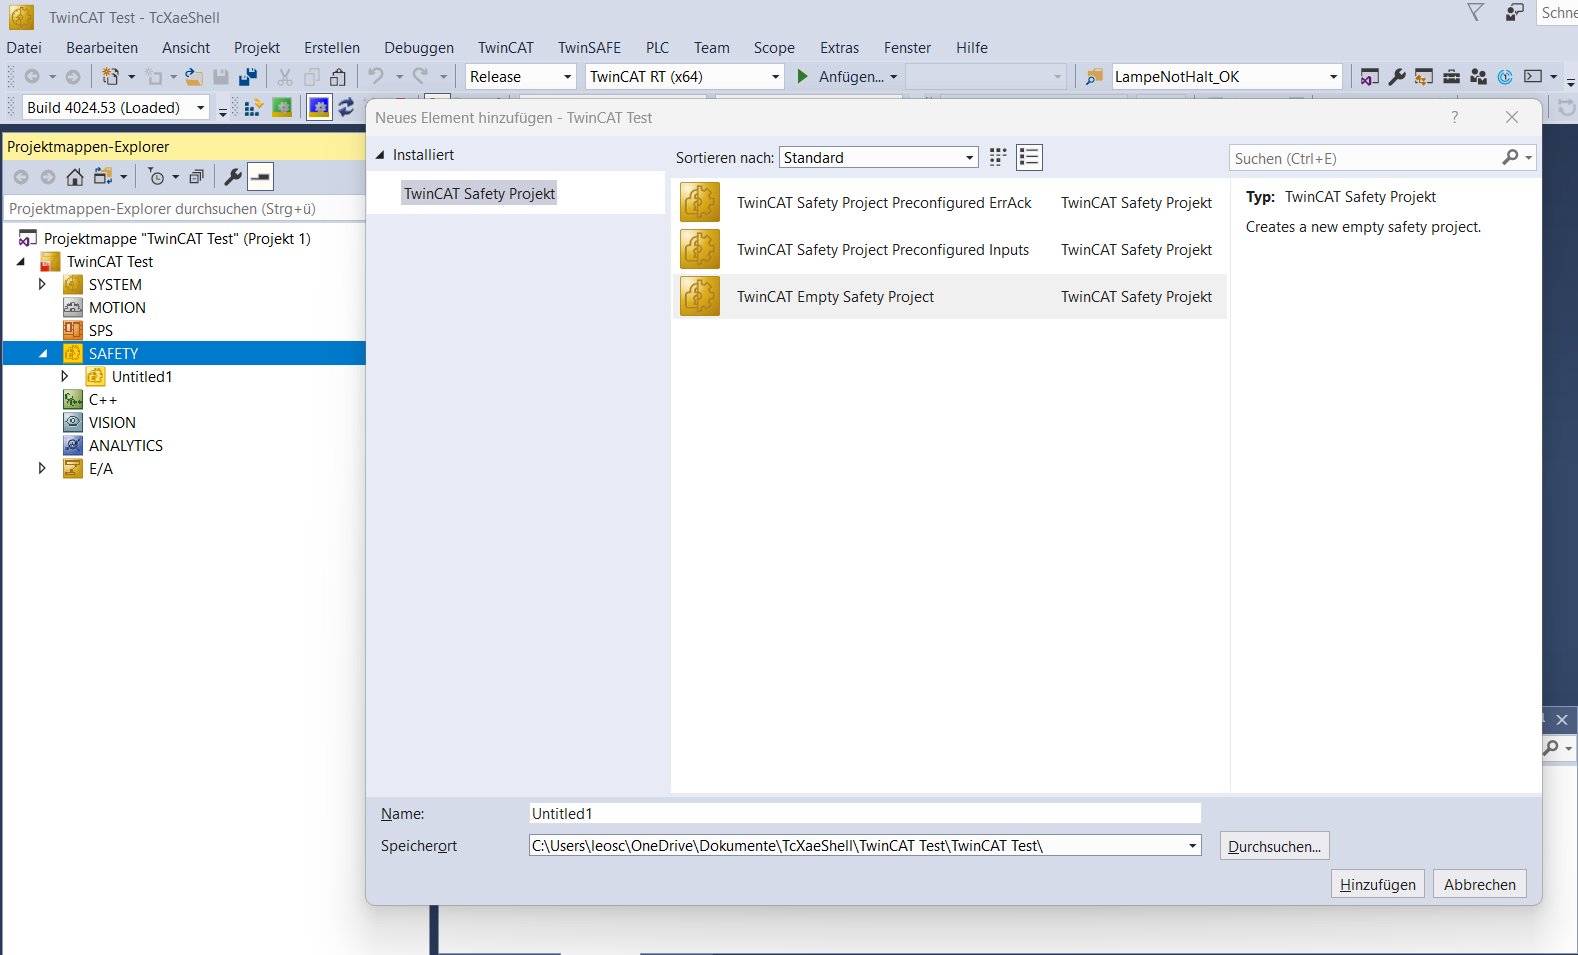 TwinCAT Test - TcXaeShell
Schne
Datei Bearbeiten Ansicht Projekt Erstellen Debuggen TwinCAT TwinSAFE PLC Team Scope Extras Fenster Hilfe
Release TwinCAT RT (x64) Anfügen... LampeNotHalt_OK
Build 4024.53 (Loaded)
Neues Element hinzufügen - TwinCAT Test
Projektmappen-Explorer
Projektmappen-Explorer durchsuchen (Strg+ü)
Projektmappe "TwinCAT Test" (Projekt 1)
TwinCAT Test
SYSTEM
MOTION
SPS
SAFETY
Untitled1
C++
VISION
ANALYTICS
E/A
Installiert
TwinCAT Safety Projekt
Sortieren nach: Standard
Suchen (Ctrl+E)
TwinCAT Safety Project Preconfigured ErrAck TwinCAT Safety Projekt
TwinCAT Safety Project Preconfigured Inputs TwinCAT Safety Projekt
TwinCAT Empty Safety Project TwinCAT Safety Projekt
Typ: TwinCAT Safety Projekt
Creates a new empty safety project.
Name: Untitled1
Speicherort C:\Users\leosc\OneDrive\Dokumente\TcXaeShell\TwinCAT Test\TwinCAT Test\ Durchsuchen...
Hinzufügen Abbrechen